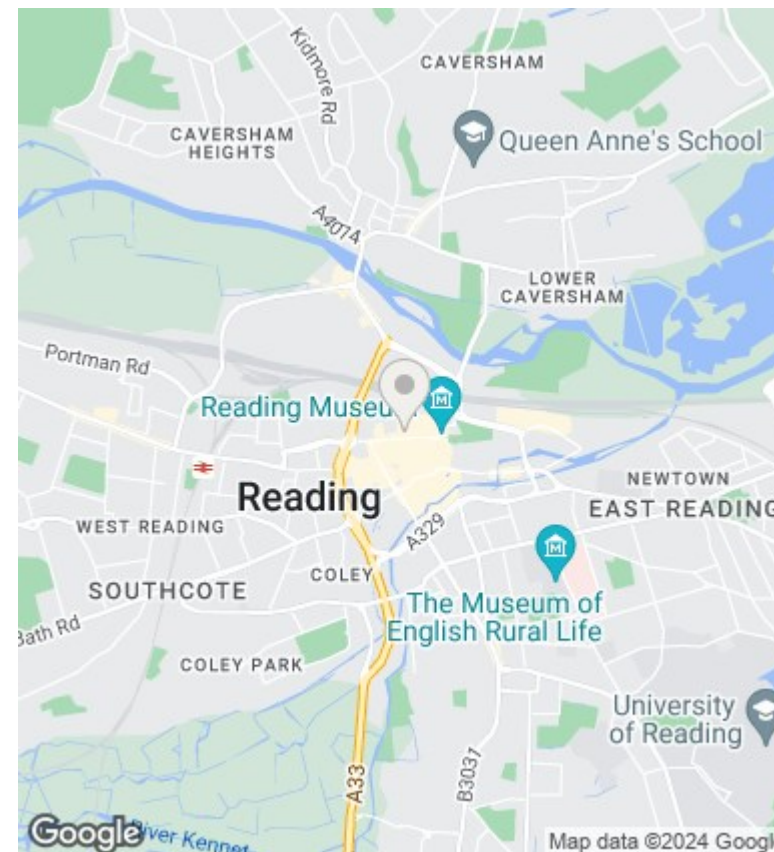 Kidmore Rd
CAVERSHAM
Queen Anne's School
CAVERSHAM
HEIGHTS
A4074
LOWER
CAVERSHAM
Portman Rd
Reading Museum
Reading
NEWTOWN
EAST READING
WEST READING
A329
COLEY
SOUTHCOTE
The Museum of
English Rural Life
Bath Rd
COLEY PARK
University
of Reading
A33
B3031
Google
River Kennet
Map data ©2024 Googl